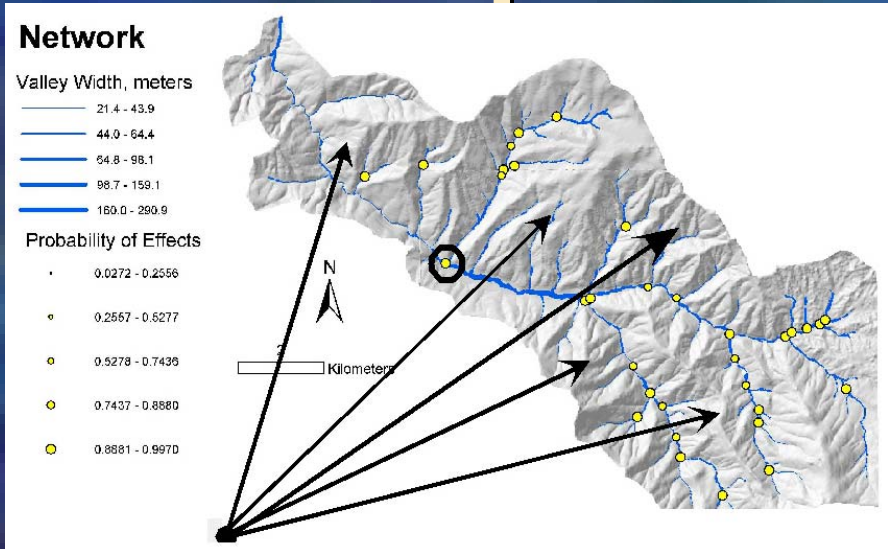 Network
Valley Width, meters
21.4 - 43.9
44.0 - 64.4
64.8 - 98.1
98.7 - 159.1
160.0 - 290.9
Probability of Effects
0.0272 - 0.2556
0.2557 - 0.5277
0.5278 - 0.7436
0.7437 - 0.8880
0.8881 - 0.9970
N
2
Kilometers